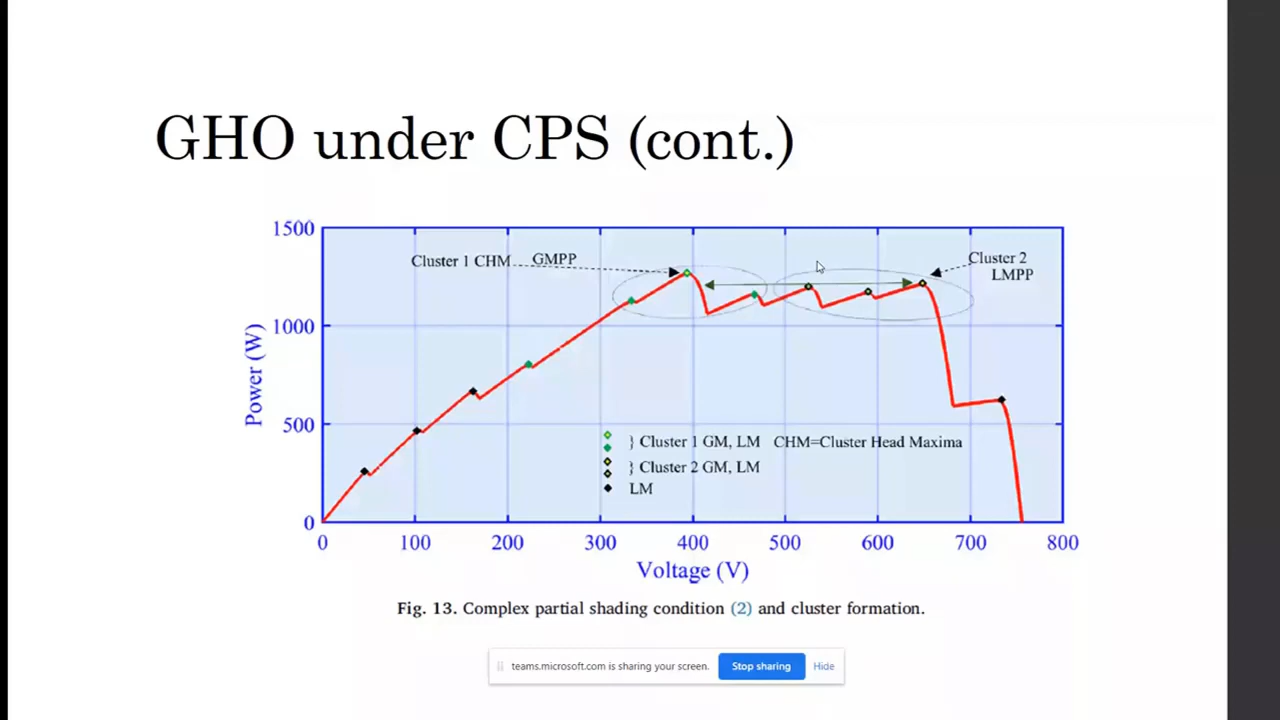 GHO under CPS (cont.)
1500
Cluster 1 CHM
GMPP
Cluster 2
LMPP
1000
Power (W)
500
} Cluster 1 GM, LM CHM=Cluster Head Maxima
} Cluster 2 GM, LM
LM
0
0 100 200 300 400 500 600 700 800
Voltage (V)
Fig. 13. Complex partial shading condition (2) and cluster formation.
teams.microsoft.com is sharing your screen. Stop sharing Hide